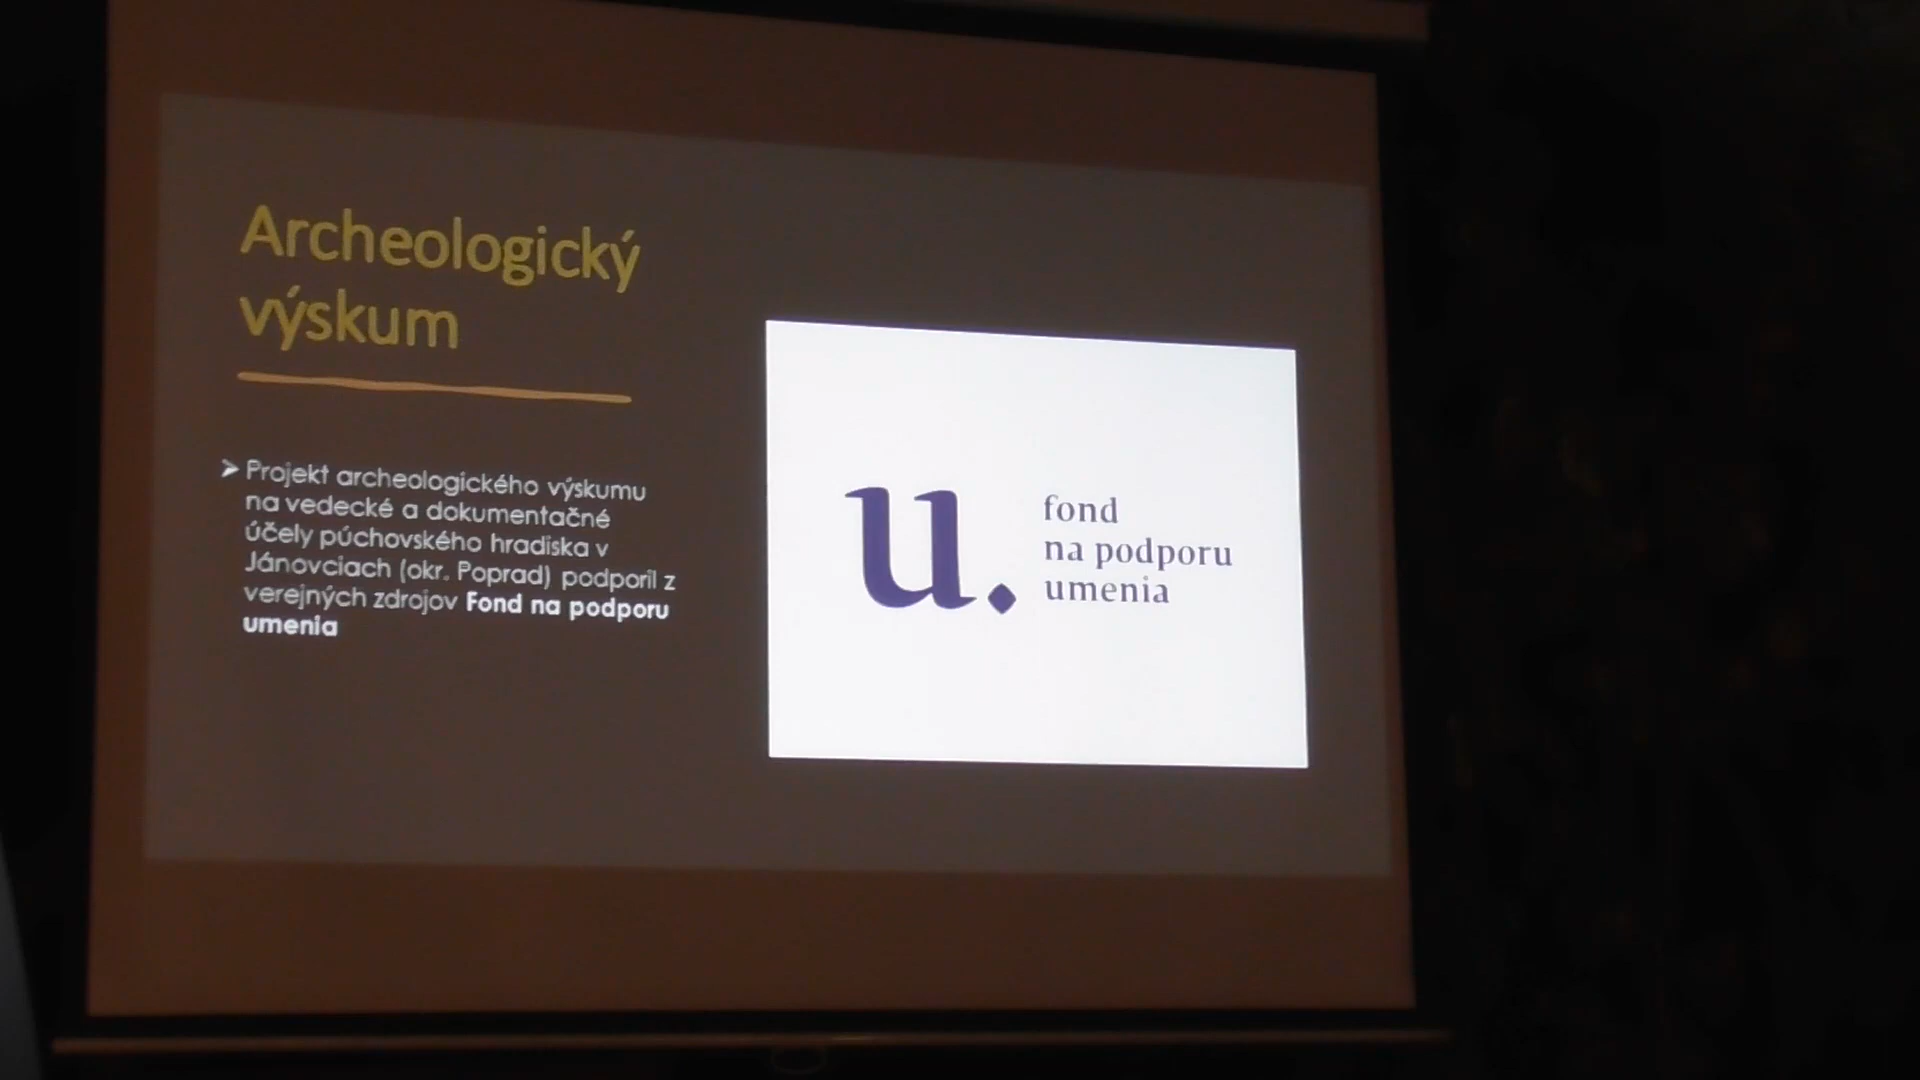 Archeologický
výskum
➢ Projekt archeologického výskumu
na vedecké a dokumentačné
účely púchovského hradiska v
Jánovciach (okr. Poprad) podporil z
verejných zdrojov Fond na podporu
umenia
u.
fond
na podporu
umenia